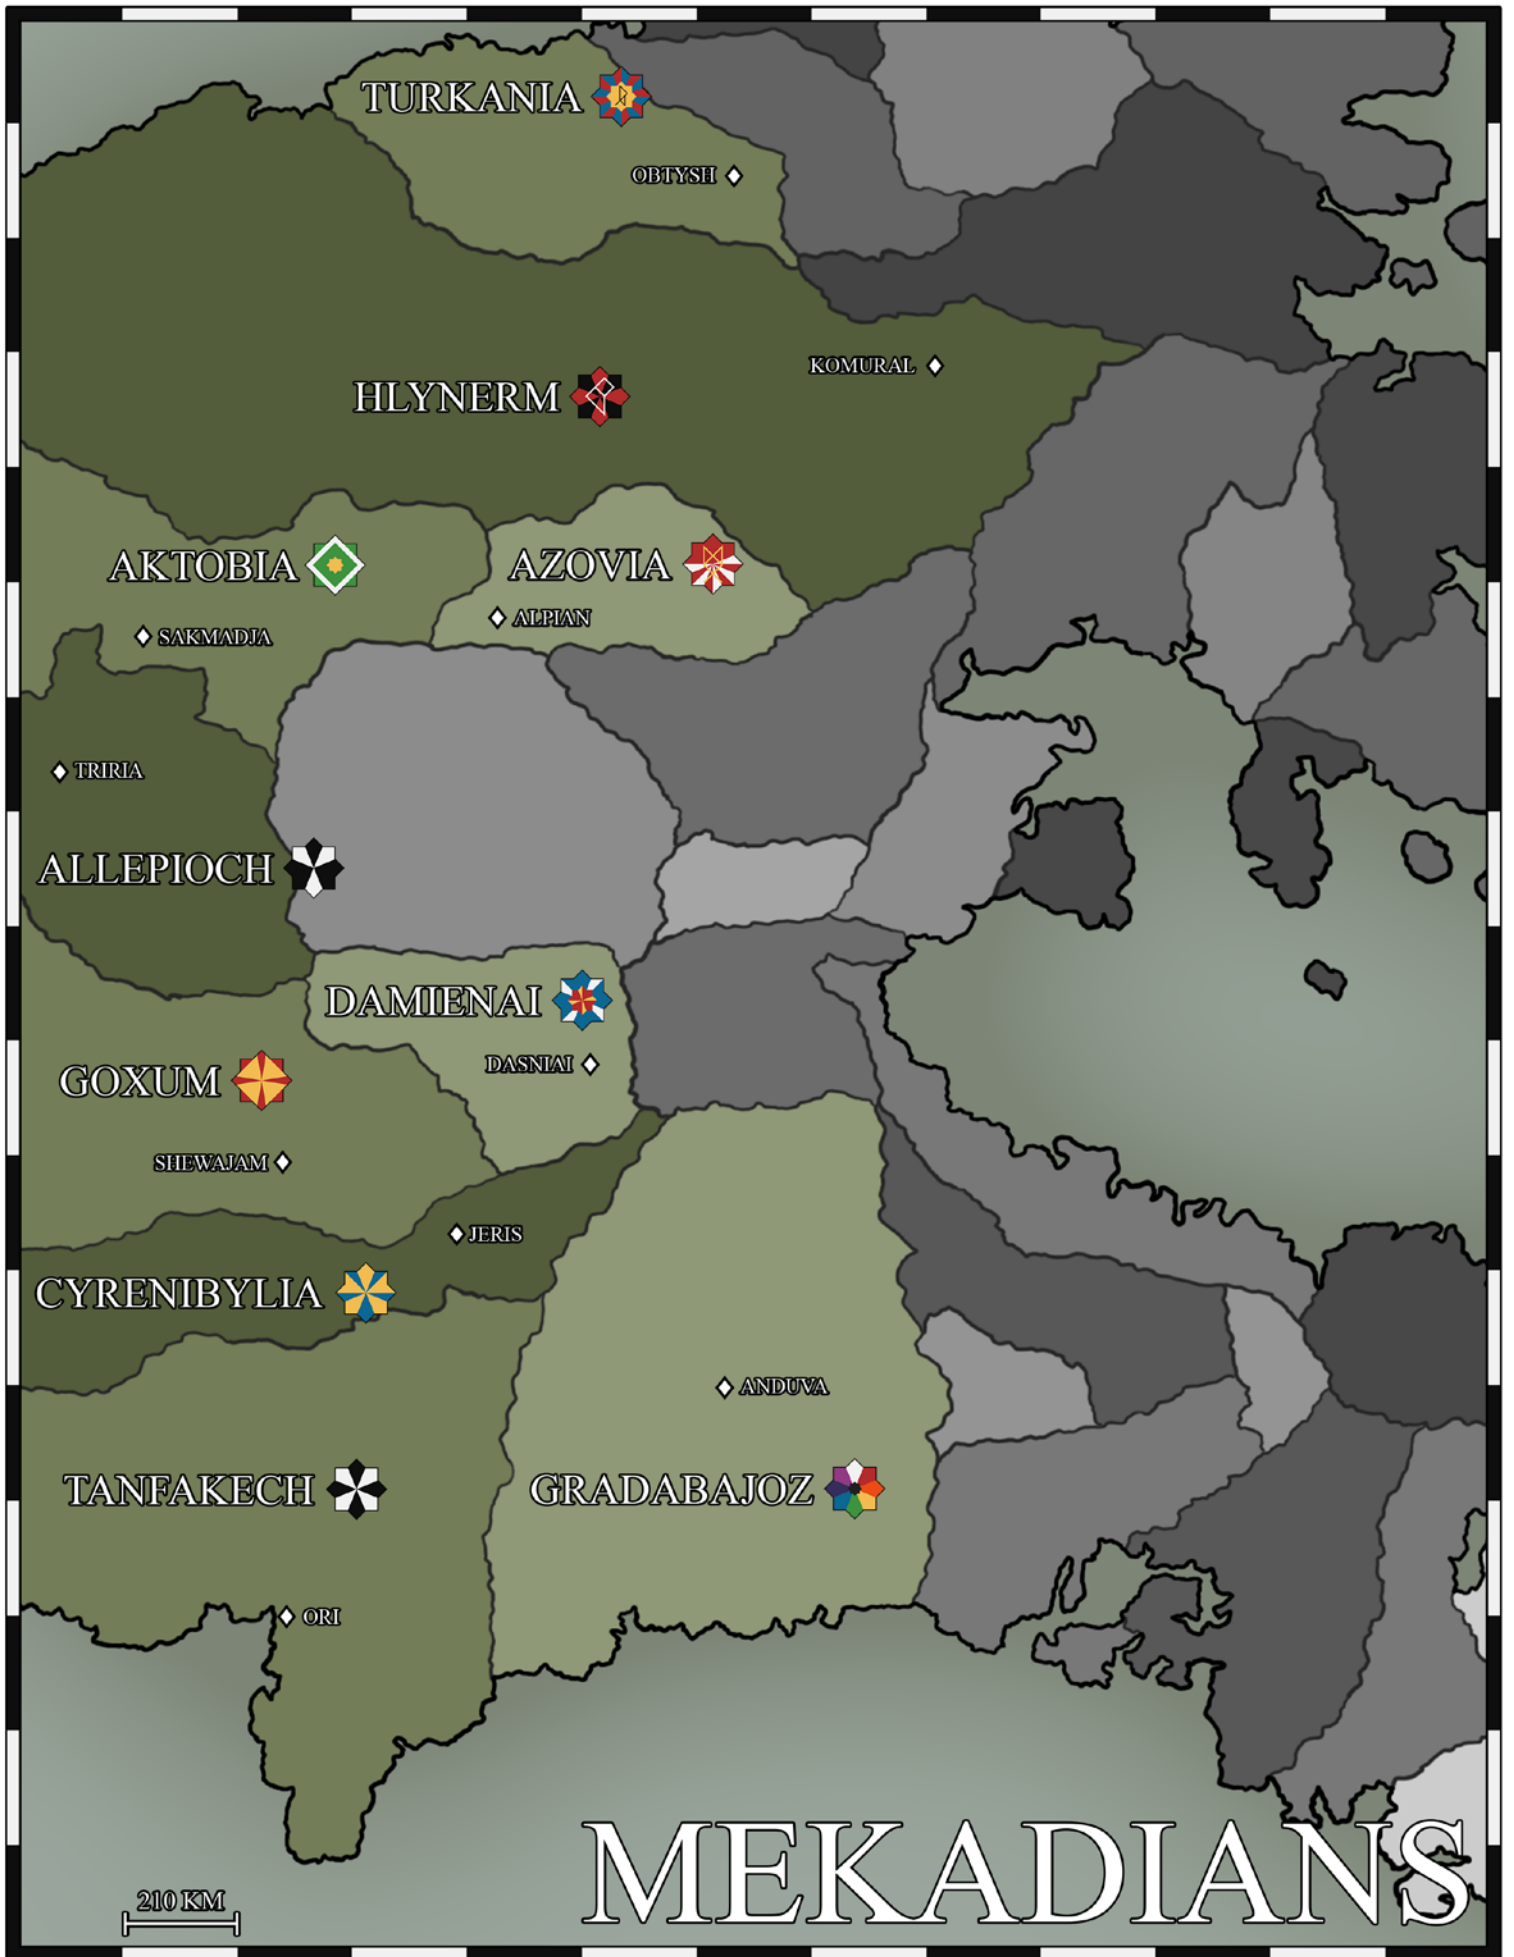 TURKANIA
OBTYSH
KOMURAL
HLYNERM
AKTOBIA
AZOVIA
ALPIAN
SAKMADJA
TRIRIA
ALLEPIOCH
DAMIENAI
DASNIAI
GOXUM
SHEWAJAM
JERIS
CYRENIBYLIA
ANDUVA
TANFAKECH
GRADABAJOZ
ORI
MEKADIANS
210 KM